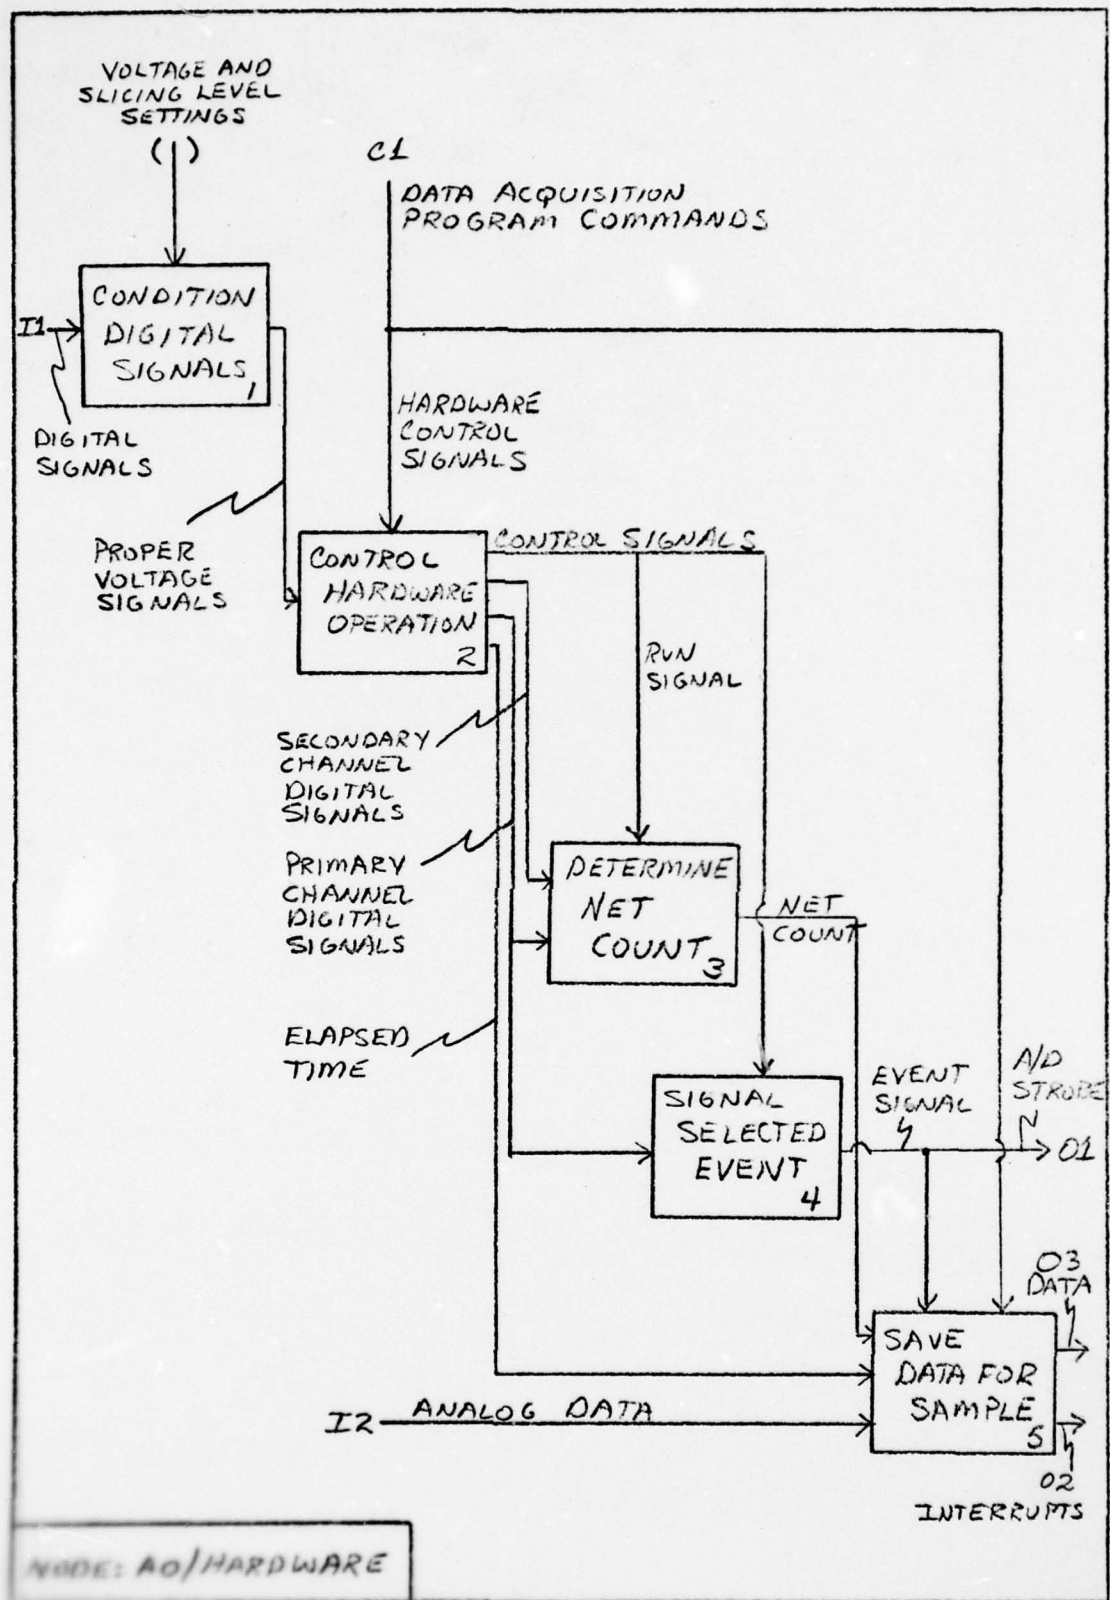 VOLTAGE AND
SLICING LEVEL
SETTINGS
( )
C1
DATA ACQUISITION
PROGRAM COMMANDS
CONDITION
DIGITAL
SIGNALS
1
I1
DIGITAL
SIGNALS
HARDWARE
CONTROL
SIGNALS
PROPER
VOLTAGE
SIGNALS
CONTROL
HARDWARE
OPERATION
2
CONTROL SIGNALS
RUN
SIGNAL
SECONDARY
CHANNEL
DIGITAL
SIGNALS
PRIMARY
CHANNEL
DIGITAL
SIGNALS
DETERMINE
NET
COUNT
3
NET
COUNT
ELAPSED
TIME
SIGNAL
SELECTED
EVENT
4
EVENT
SIGNAL
A/D
STROBE
O1
O3
DATA
SAVE
DATA FOR
SAMPLE
5
I2
ANALOG DATA
O2
INTERRUPTS
NODE: A0/HARDWARE